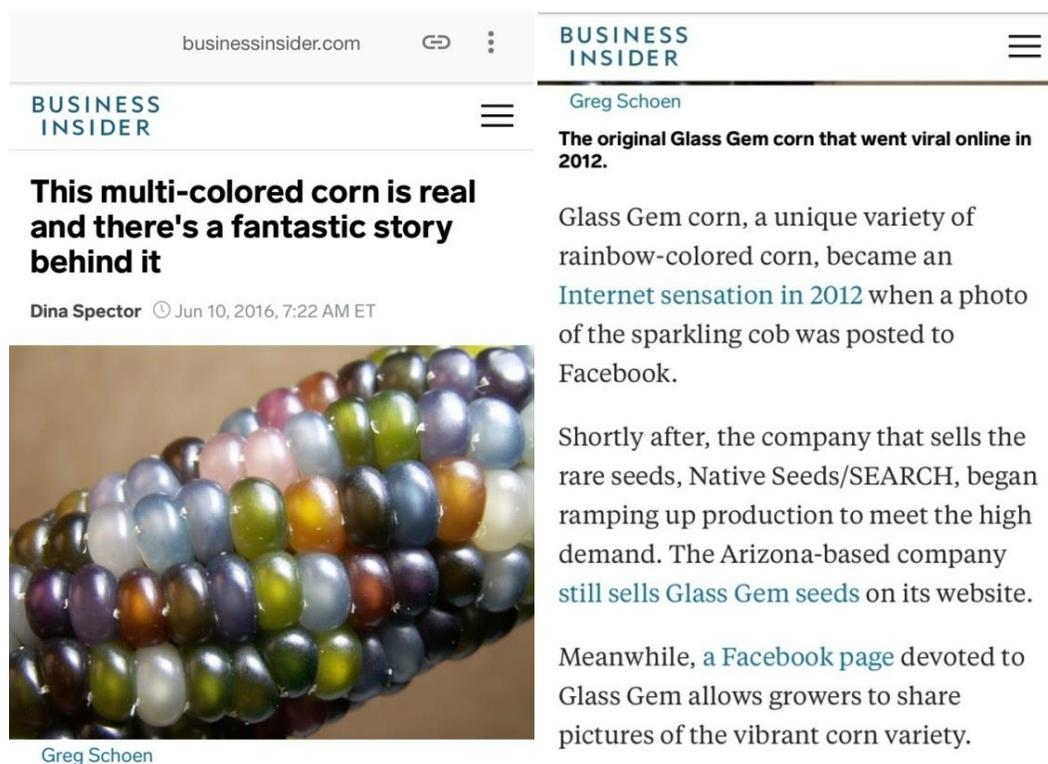 businessinsider.com
BUSINESS
INSIDER
This multi-colored corn is real
and there's a fantastic story
behind it
Dina Spector Jun 10, 2016, 7:22 AM ET
Greg Schoen
BUSINESS
INSIDER
Greg Schoen
The original Glass Gem corn that went viral online in
2012.
Glass Gem corn, a unique variety of
rainbow-colored corn, became an
Internet sensation in 2012 when a photo
of the sparkling cob was posted to
Facebook.
Shortly after, the company that sells the
rare seeds, Native Seeds/SEARCH, began
ramping up production to meet the high
demand. The Arizona-based company
still sells Glass Gem seeds on its website.
Meanwhile, a Facebook page devoted to
Glass Gem allows growers to share
pictures of the vibrant corn variety.